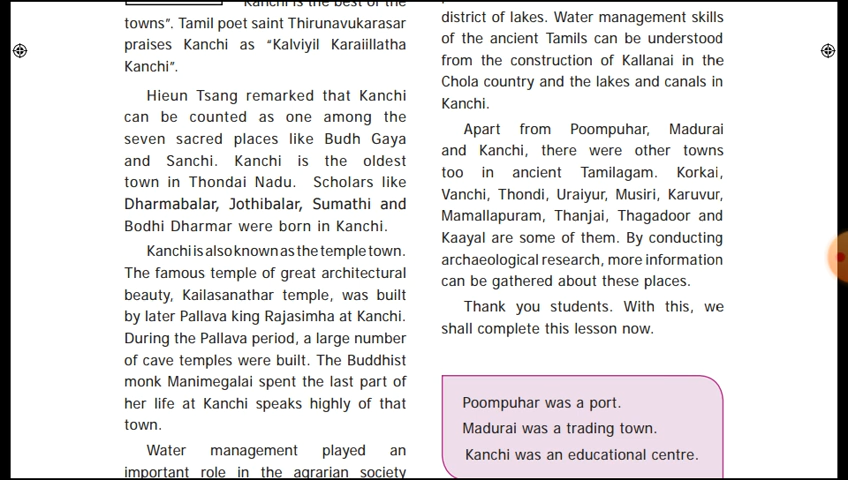 Kanchi is the best of the
towns". Tamil poet saint Thirunavukarasar
praises Kanchi as "Kalviyil Karaiillatha
Kanchi".
Hieun Tsang remarked that Kanchi
can be counted as one among the
seven sacred places like Budh Gaya
and Sanchi. Kanchi is the oldest
town in Thondai Nadu. Scholars like
Dharmabalar, Jothibalar, Sumathi and
Bodhi Dharmar were born in Kanchi.
Kanchi is also known as the temple town.
The famous temple of great architectural
beauty, Kailasanathar temple, was built
by later Pallava king Rajasimha at Kanchi.
During the Pallava period, a large number
of cave temples were built. The Buddhist
monk Manimegalai spent the last part of
her life at Kanchi speaks highly of that
town.
Water management played an
important role in the agrarian society
district of lakes. Water management skills
of the ancient Tamils can be understood
from the construction of Kallanai in the
Chola country and the lakes and canals in
Kanchi.
Apart from Poompuhar, Madurai
and Kanchi, there were other towns
too in ancient Tamilagam. Korkai,
Vanchi, Thondi, Uraiyur, Musiri, Karuvur,
Mamallapuram, Thanjai, Thagadoor and
Kaayal are some of them. By conducting
archaeological research, more information
can be gathered about these places.
Thank you students. With this, we
shall complete this lesson now.
Poompuhar was a port.
Madurai was a trading town.
Kanchi was an educational centre.